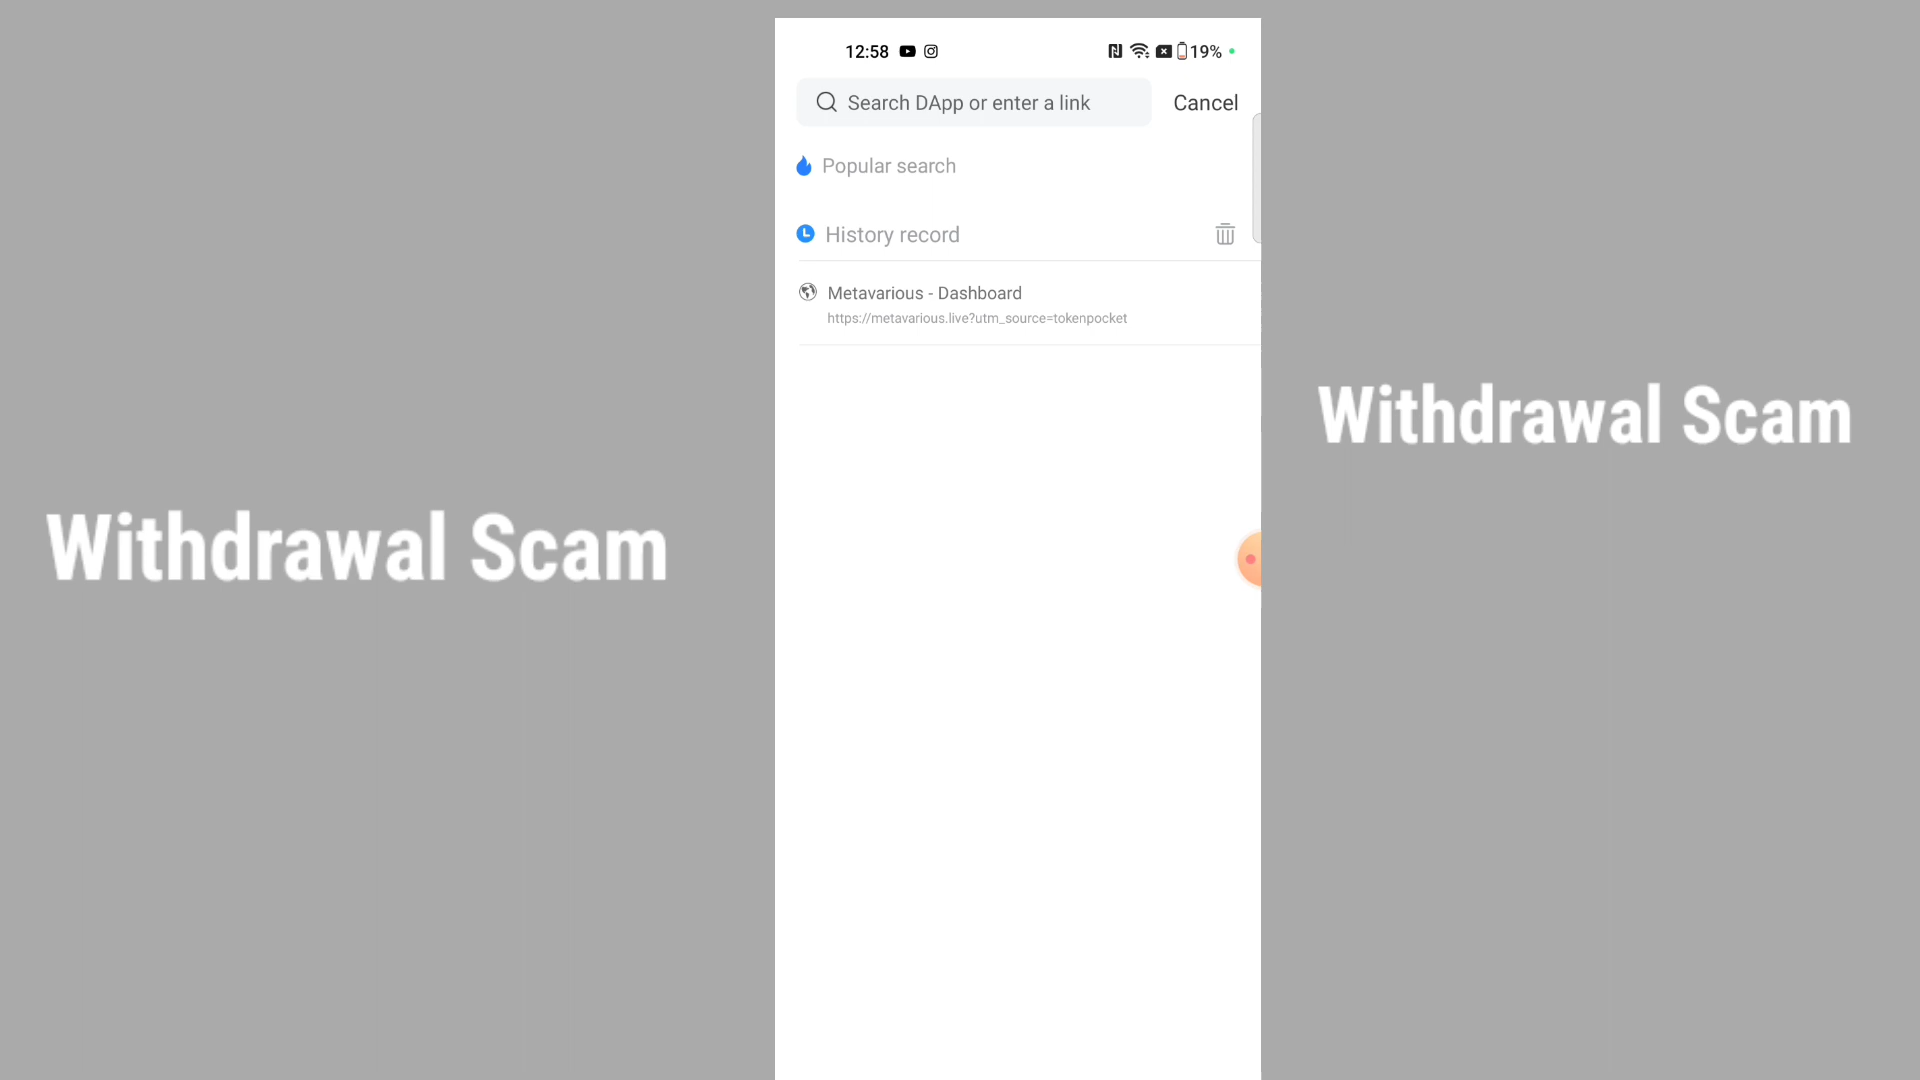 12:58
19%
Search DApp or enter a link
Cancel
Popular search
History record
Metavarious - Dashboard
https://metavarious.live?utm_source=tokenpocket
Withdrawal Scam
Withdrawal Scam